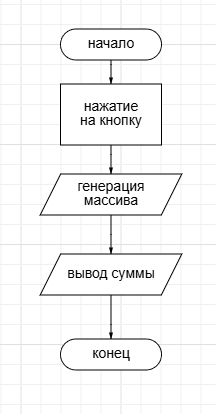 начало
нажатие
на кнопку
генерация
массива
вывод суммы
конец